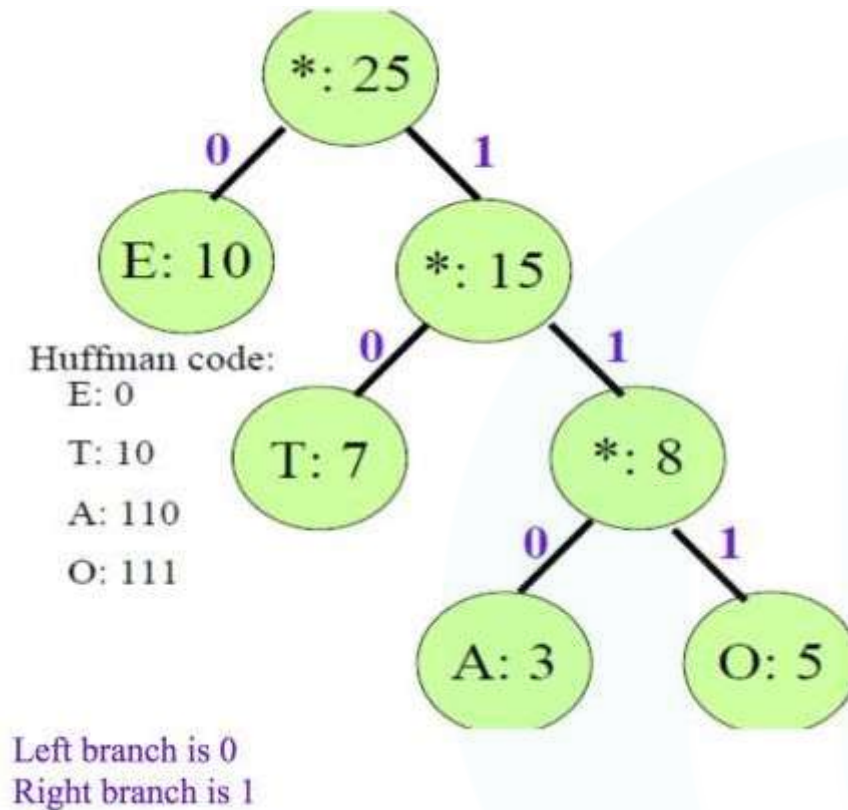 *: 25
0
1
E: 10
*: 15
0
1
Huffman code:
E: 0
T: 10
A: 110
O: 111
T: 7
*: 8
0
1
A: 3
O: 5
Left branch is 0
Right branch is 1